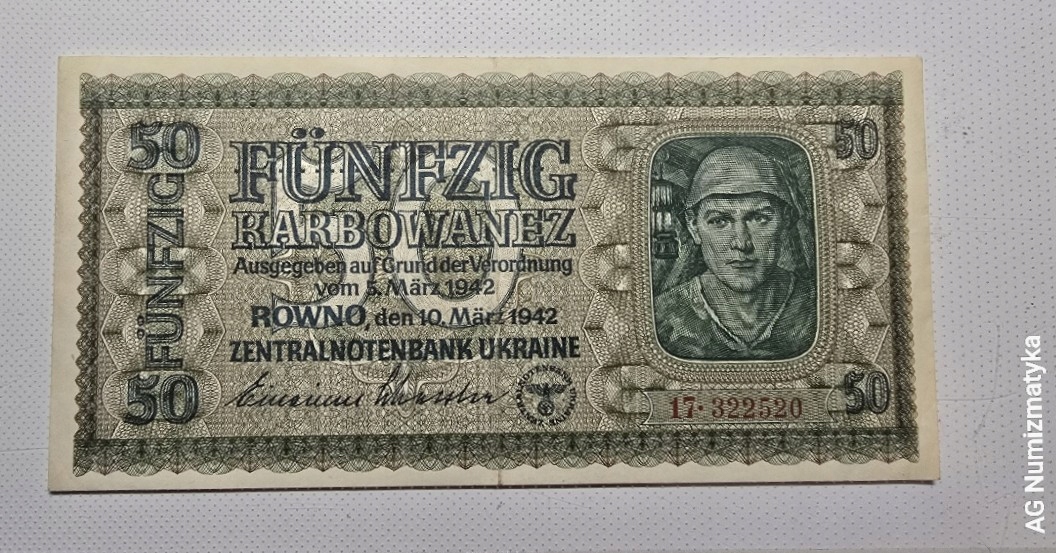 50
50
FÜNFZIG
FÜNFZIG
KARBOWANEZ
Ausgegeben auf Grund der Verordnung
vom 5. März 1942
ROWNO, den 10. März 1942
ZENTRALNOTENBANK UKRAINE
50
17· 322520
50
50
AG Numizmatyka